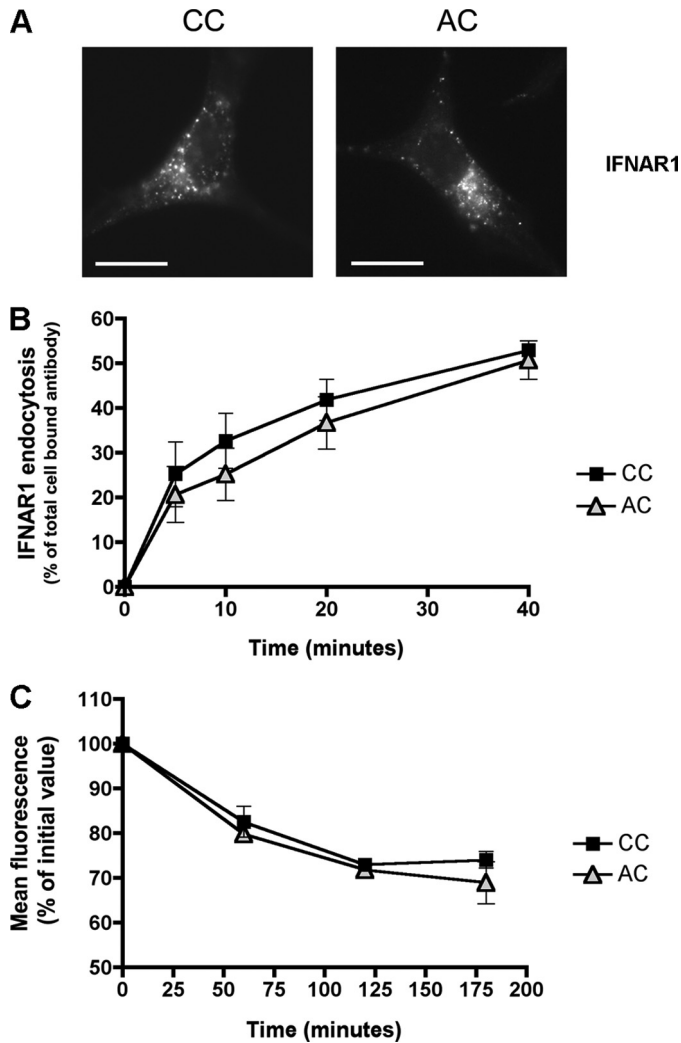 A
CC
AC
IFNAR1
B
IFNAR1 endocytosis
(% of total cell bound antibody)
60
50
40
30
20
10
0
0
10
20
30
40
Time (minutes)
CC
AC
C
Mean fluorescence
(% of initial value)
110
100
90
80
70
60
50
0
25
50
75
100
125
150
175
200
Time (minutes)
CC
AC